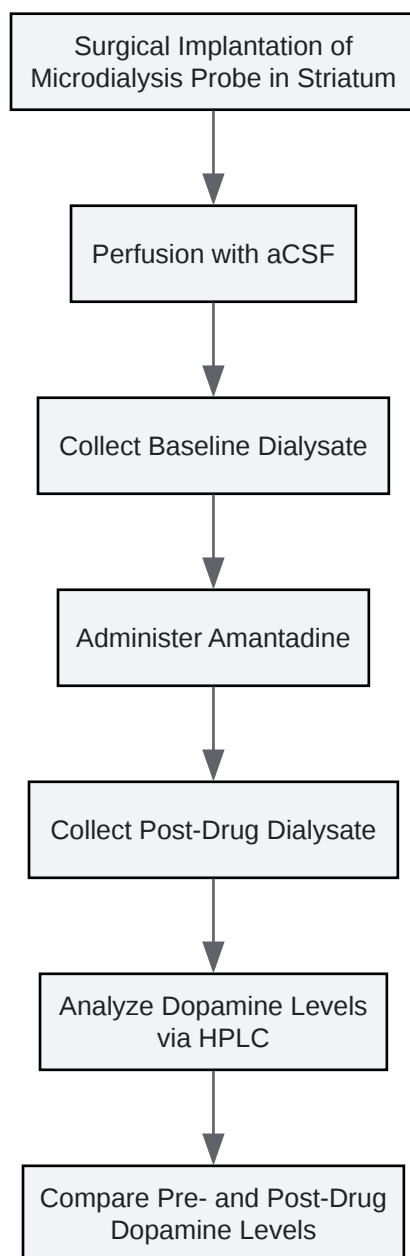 Surgical Implantation of
Microdialysis Probe in Striatum
Perfusion with aCSF
Collect Baseline Dialysate
Administer Amantadine
Collect Post-Drug Dialysate
Analyze Dopamine Levels
via HPLC
Compare Pre- and Post-Drug
Dopamine Levels